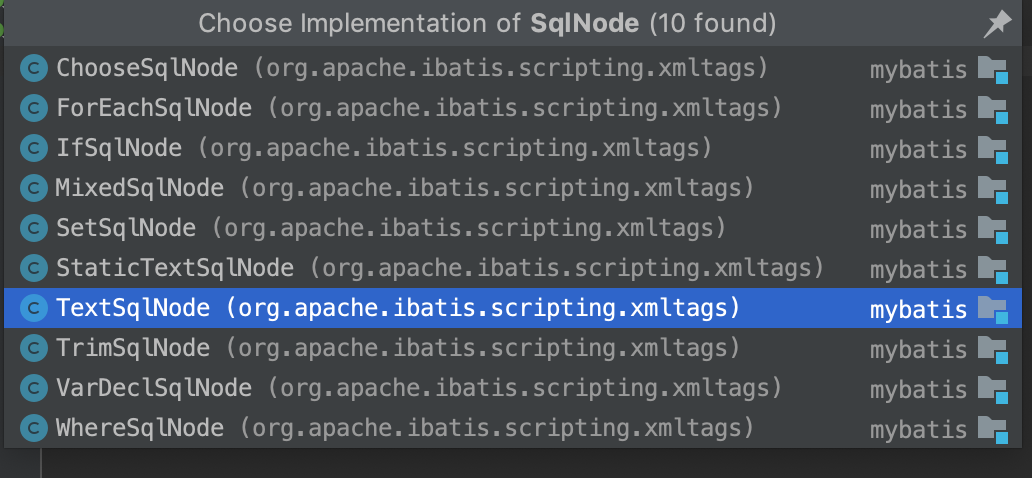 Choose Implementation of SqlNode (10 found)
C ChooseSqlNode (org.apache.ibatis.scripting.xmltags) mybatis
C ForEachSqlNode (org.apache.ibatis.scripting.xmltags) mybatis
C IfSqlNode (org.apache.ibatis.scripting.xmltags) mybatis
C MixedSqlNode (org.apache.ibatis.scripting.xmltags) mybatis
C SetSqlNode (org.apache.ibatis.scripting.xmltags) mybatis
C StaticTextSqlNode (org.apache.ibatis.scripting.xmltags) mybatis
C TextSqlNode (org.apache.ibatis.scripting.xmltags) mybatis
C TrimSqlNode (org.apache.ibatis.scripting.xmltags) mybatis
C VarDeclSqlNode (org.apache.ibatis.scripting.xmltags) mybatis
C WhereSqlNode (org.apache.ibatis.scripting.xmltags) mybatis